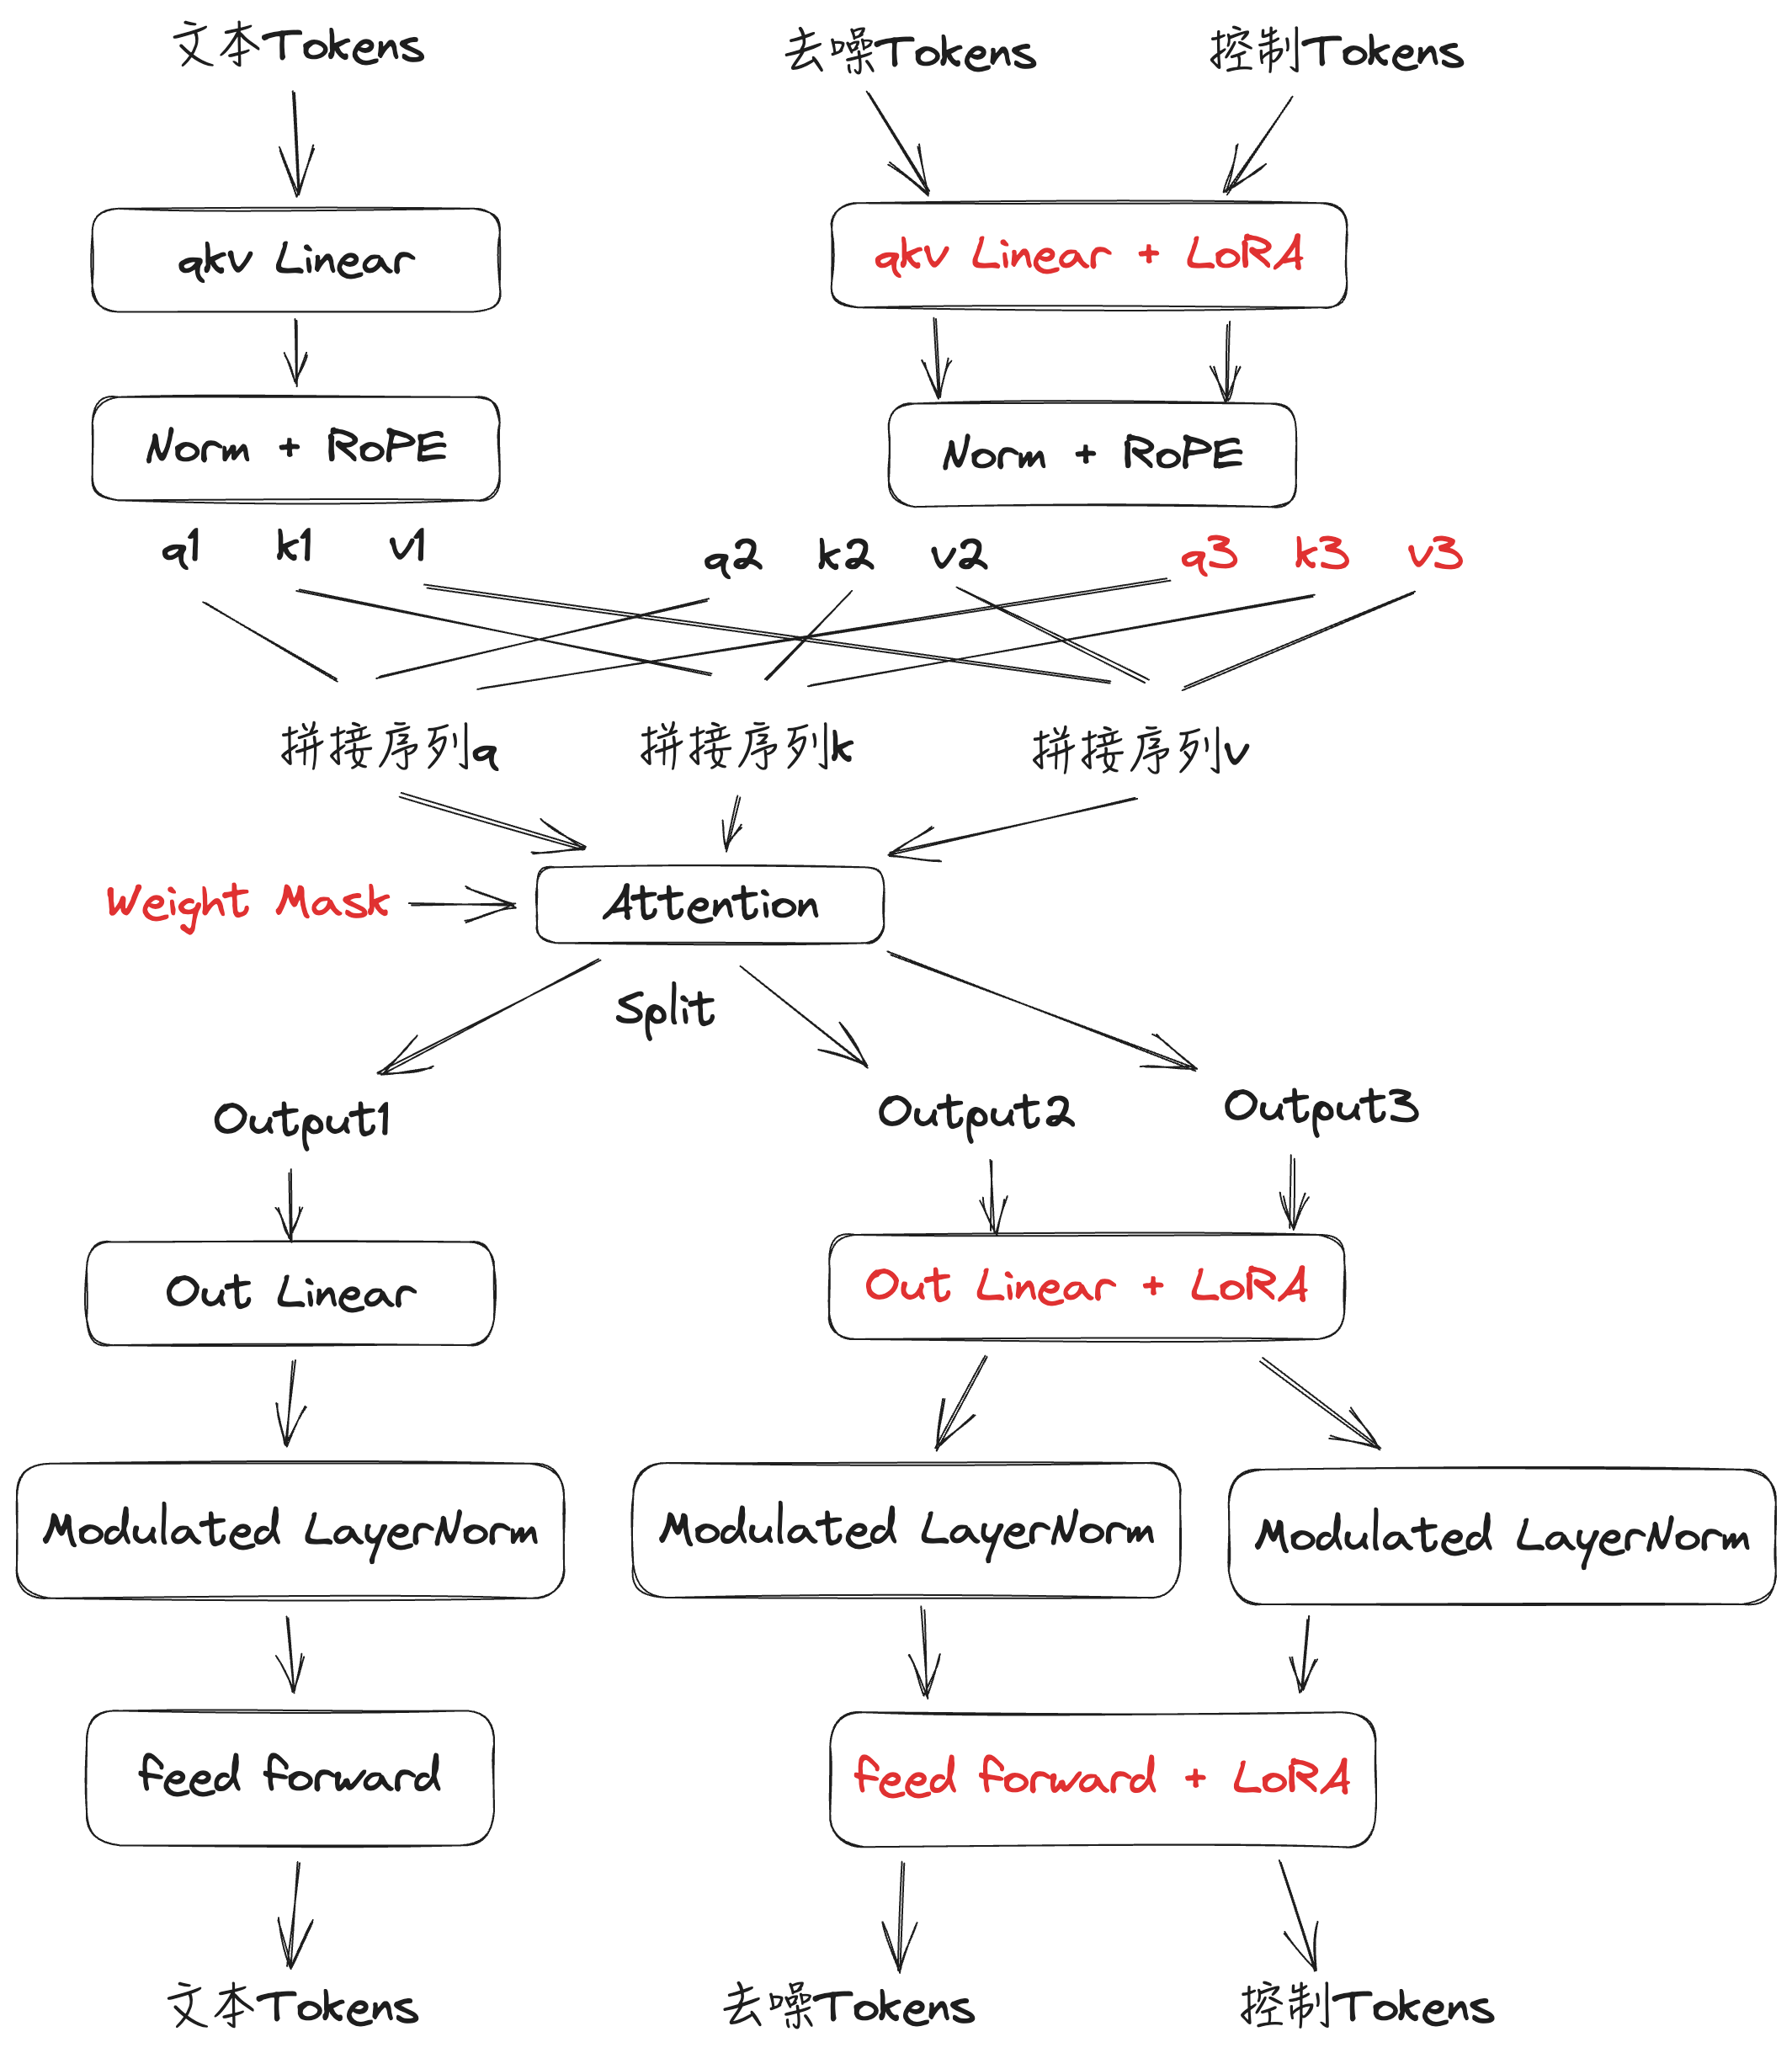 文本Tokens
去噪Tokens
控制Tokens
qkv Linear
qkv Linear + LoRA
Norm + RoPE
Norm + RoPE
q1 k1 v1
q2 k2 v2
q3 k3 v3
拼接序列q
拼接序列k
拼接序列v
Weight Mask
Attention
Split
Output1
Output2
Output3
Out Linear
Out Linear + LoRA
Modulated LayerNorm
Modulated LayerNorm
Modulated LayerNorm
feed forward
feed forward + LoRA
文本Tokens
去噪Tokens
控制Tokens